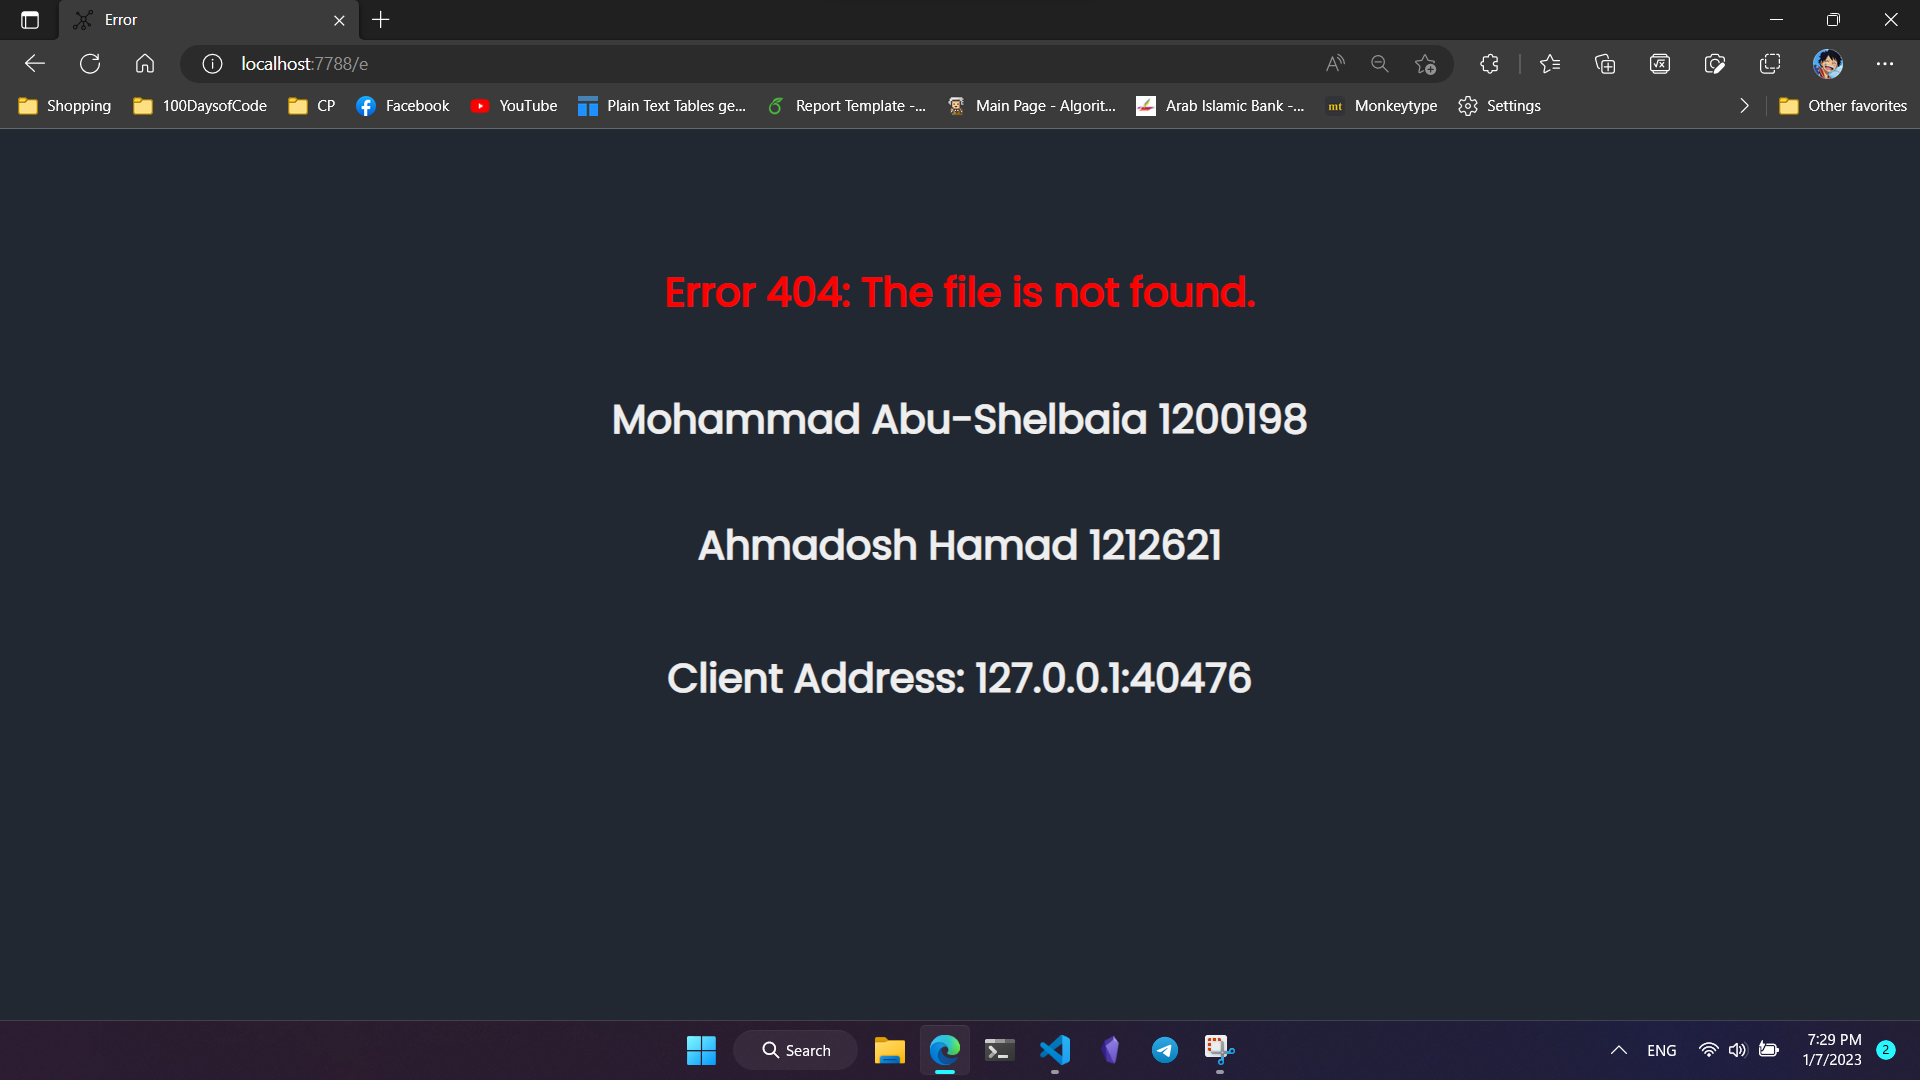 Error
localhost:7788/e
Shopping 100DaysofCode CP Facebook YouTube Plain Text Tables ge... Report Template -... Main Page - Algorit... Arab Islamic Bank -... mt Monkeytype Settings Other favorites
Error 404: The file is not found.
Mohammad Abu-Shelbaia 1200198
Ahmadosh Hamad 1212621
Client Address: 127.0.0.1:40476
Search ENG 7:29 PM 2
1/7/2023